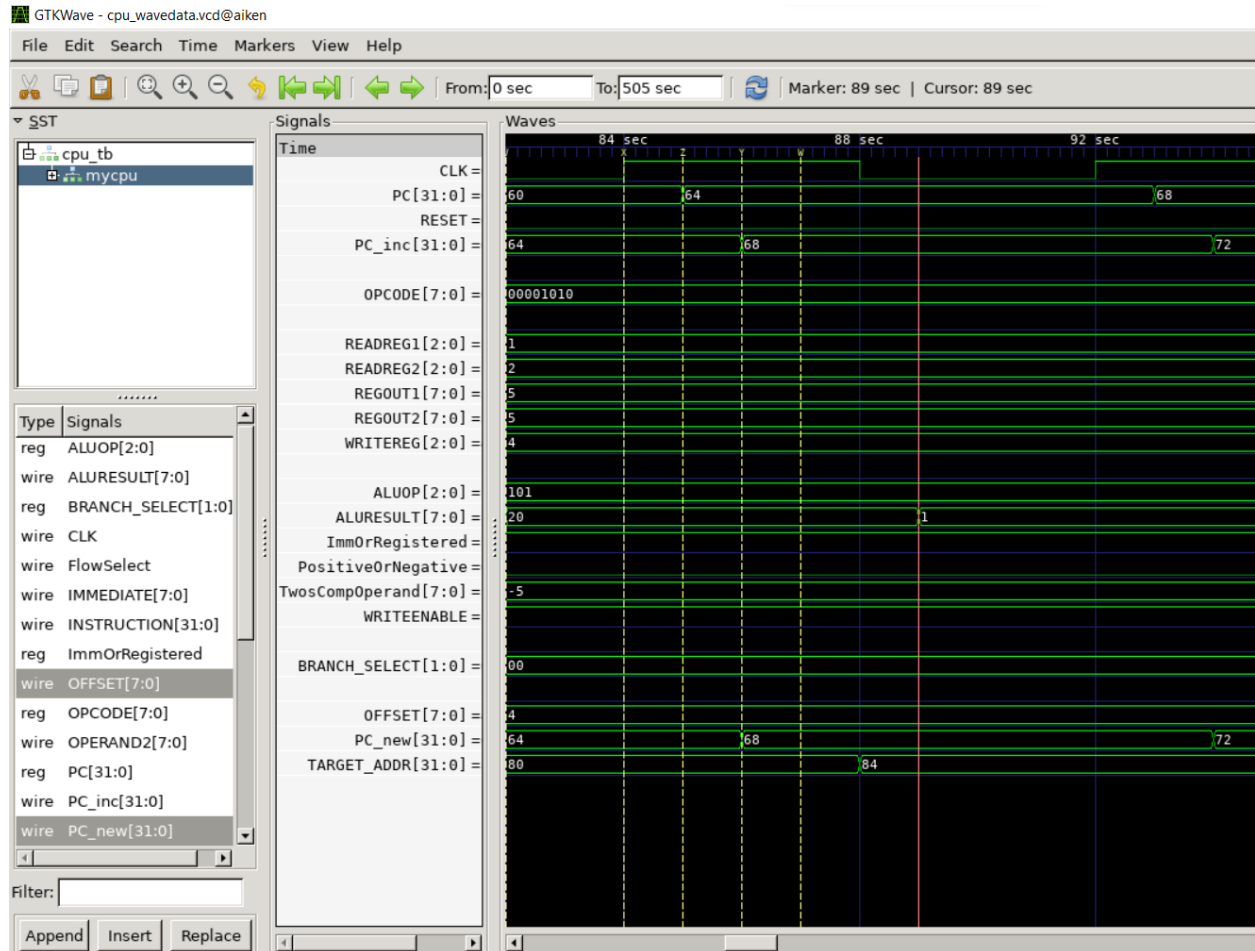 GTKWave - cpu_wavedata.vcd@aiken
File Edit Search Time Markers View Help
From: 0 sec To: 505 sec Marker: 89 sec | Cursor: 89 sec
SST
cpu_tb
mycpu
Type Signals
reg ALUOP[2:0]
wire ALURESULT[7:0]
reg BRANCH_SELECT[1:0]
wire CLK
wire FlowSelect
wire IMMEDIATE[7:0]
wire INSTRUCTION[31:0]
reg ImmOrRegistered
wire OFFSET[7:0]
reg OPCODE[7:0]
wire OPERAND2[7:0]
reg PC[31:0]
wire PC_inc[31:0]
wire PC_new[31:0]
Filter:
Append Insert Replace
Signals
Waves
Time 84 sec 88 sec 92 sec
X Z Y W
CLK =
PC[31:0] = 60 64 68
RESET =
PC_inc[31:0] = 64 68 72
OPCODE[7:0] = 00001010
READREG1[2:0] = 1
READREG2[2:0] = 2
REGOUT1[7:0] = 5
REGOUT2[7:0] = 5
WRITEREG[2:0] = 4
ALUOP[2:0] = 101
ALURESULT[7:0] = 20 1
ImmOrRegistered =
PositiveOrNegative =
TwosCompOperand[7:0] = -5
WRITEENABLE =
BRANCH_SELECT[1:0] = 00
OFFSET[7:0] = 4
PC_new[31:0] = 64 68 72
TARGET_ADDR[31:0] = 80 84